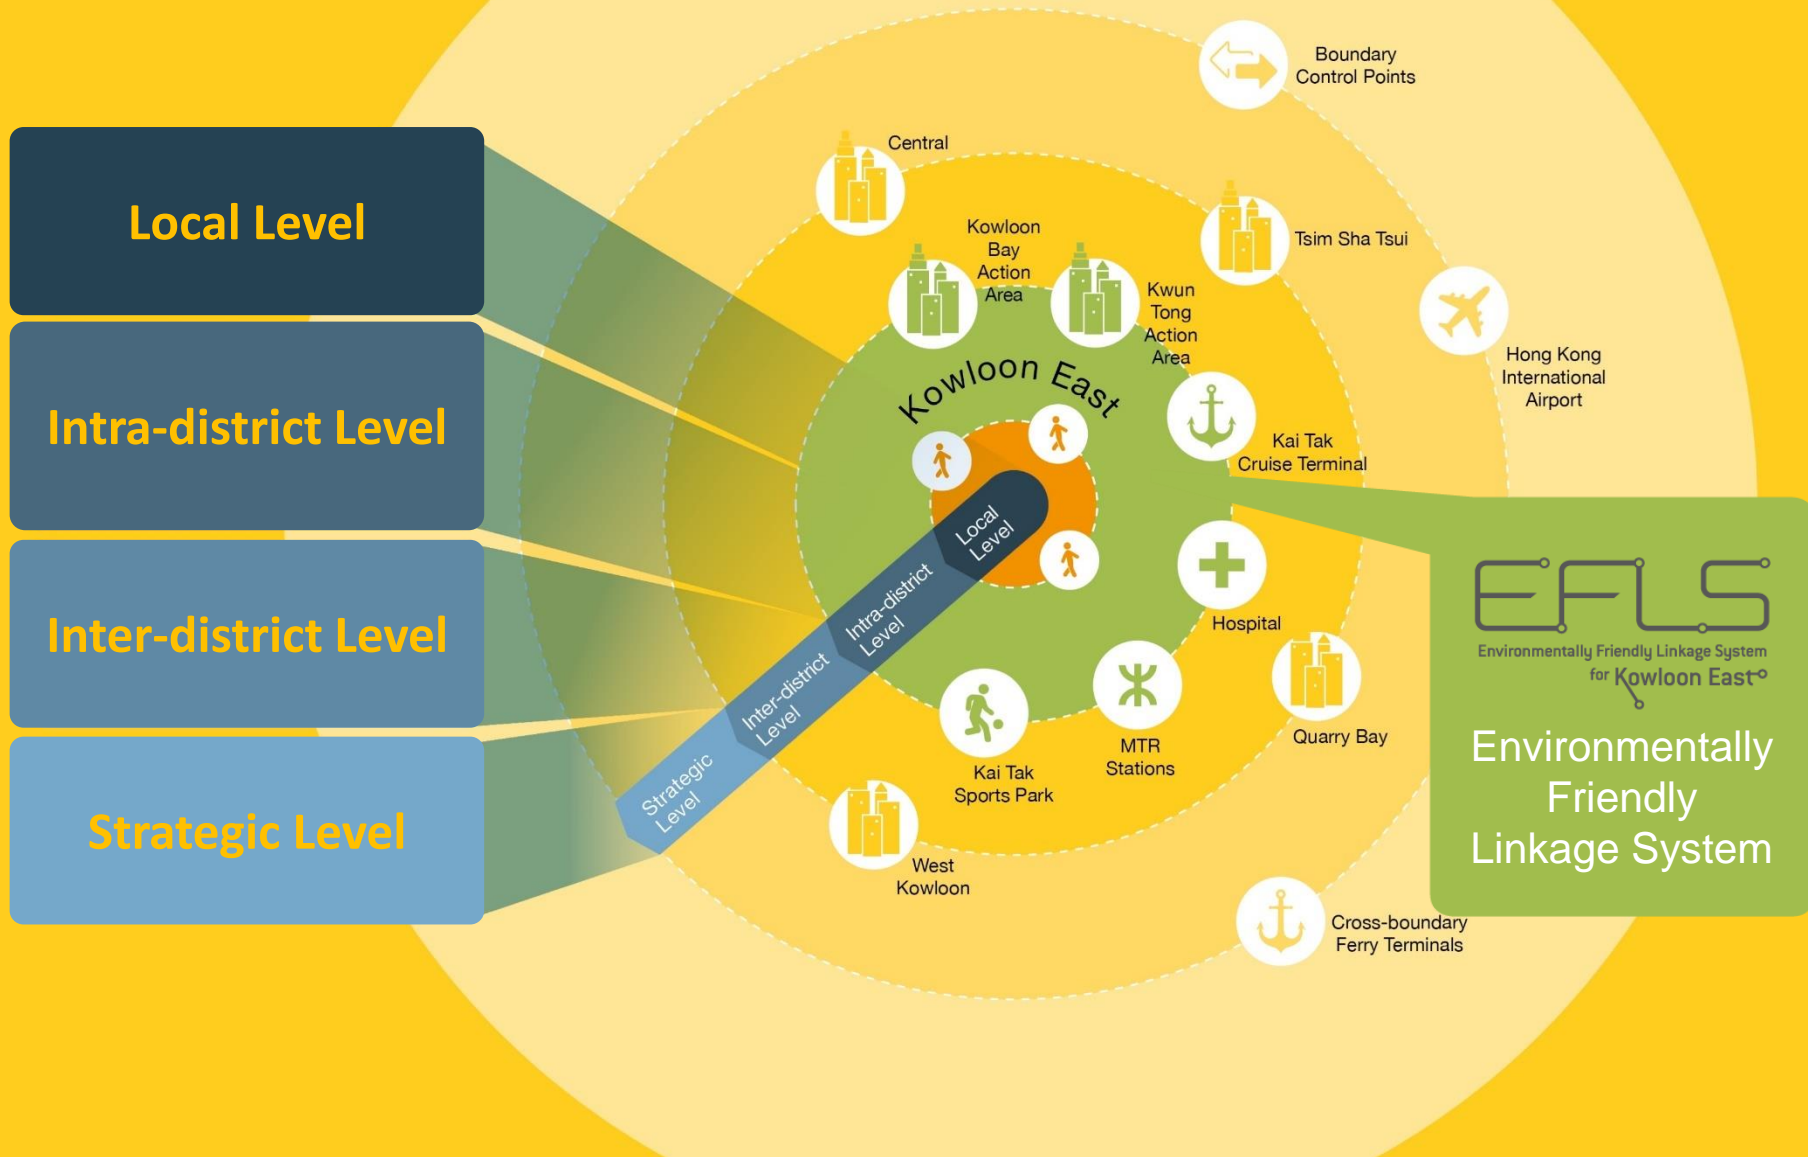 Local Level
Intra-district Level
Inter-district Level
Strategic Level
Boundary
Control Points
Central
Tsim Sha Tsui
Kowloon
Bay
Action
Area
Kwun
Tong
Action
Area
Hong Kong
International
Airport
Kowloon East
Kai Tak
Cruise Terminal
Local
Level
Intra-district
Level
Inter-district
Level
Strategic
Level
Hospital
Quarry Bay
MTR
Stations
Kai Tak
Sports Park
West
Kowloon
Cross-boundary
Ferry Terminals
EFLS
Environmentally Friendly Linkage System
for Kowloon East
Environmentally
Friendly
Linkage System